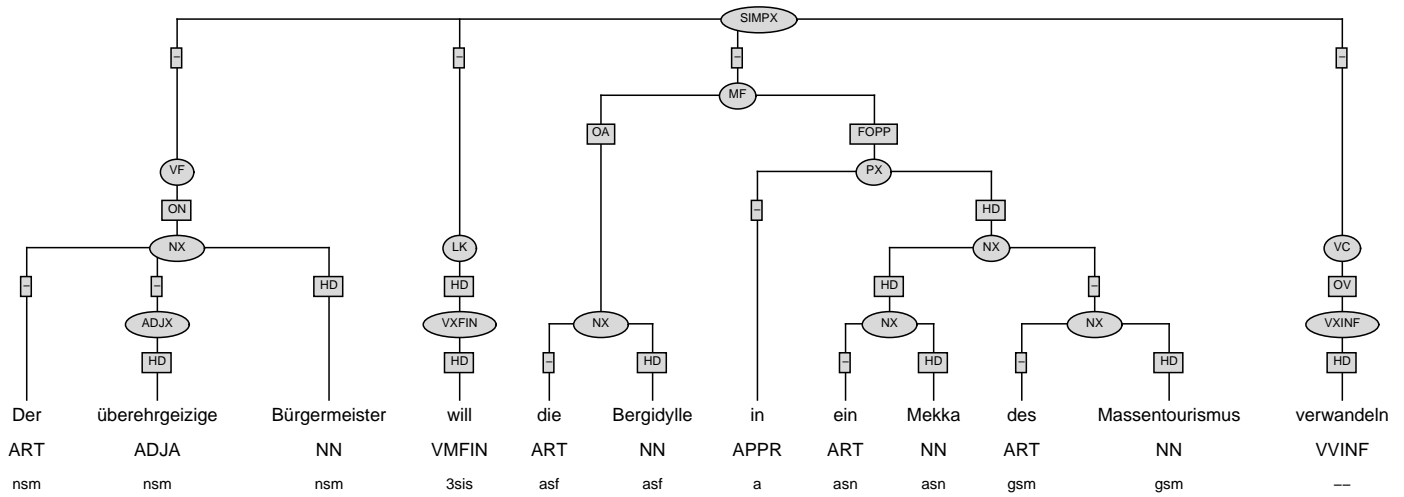 SIMPX
– – – –
MF
OA FOPP
VF PX
ON – HD
NX LK NX VC
– – HD HD HD – OV
ADJX VXFIN NX NX NX VXINF
HD HD – HD – HD – HD HD
Der überehrgeizige Bürgermeister will die Bergidylle in ein Mekka des Massentourismus verwandeln
ART ADJA NN VMFIN ART NN APPR ART NN ART NN VVINF
nsm nsm nsm 3sis asf asf a asn asn gsm gsm −−